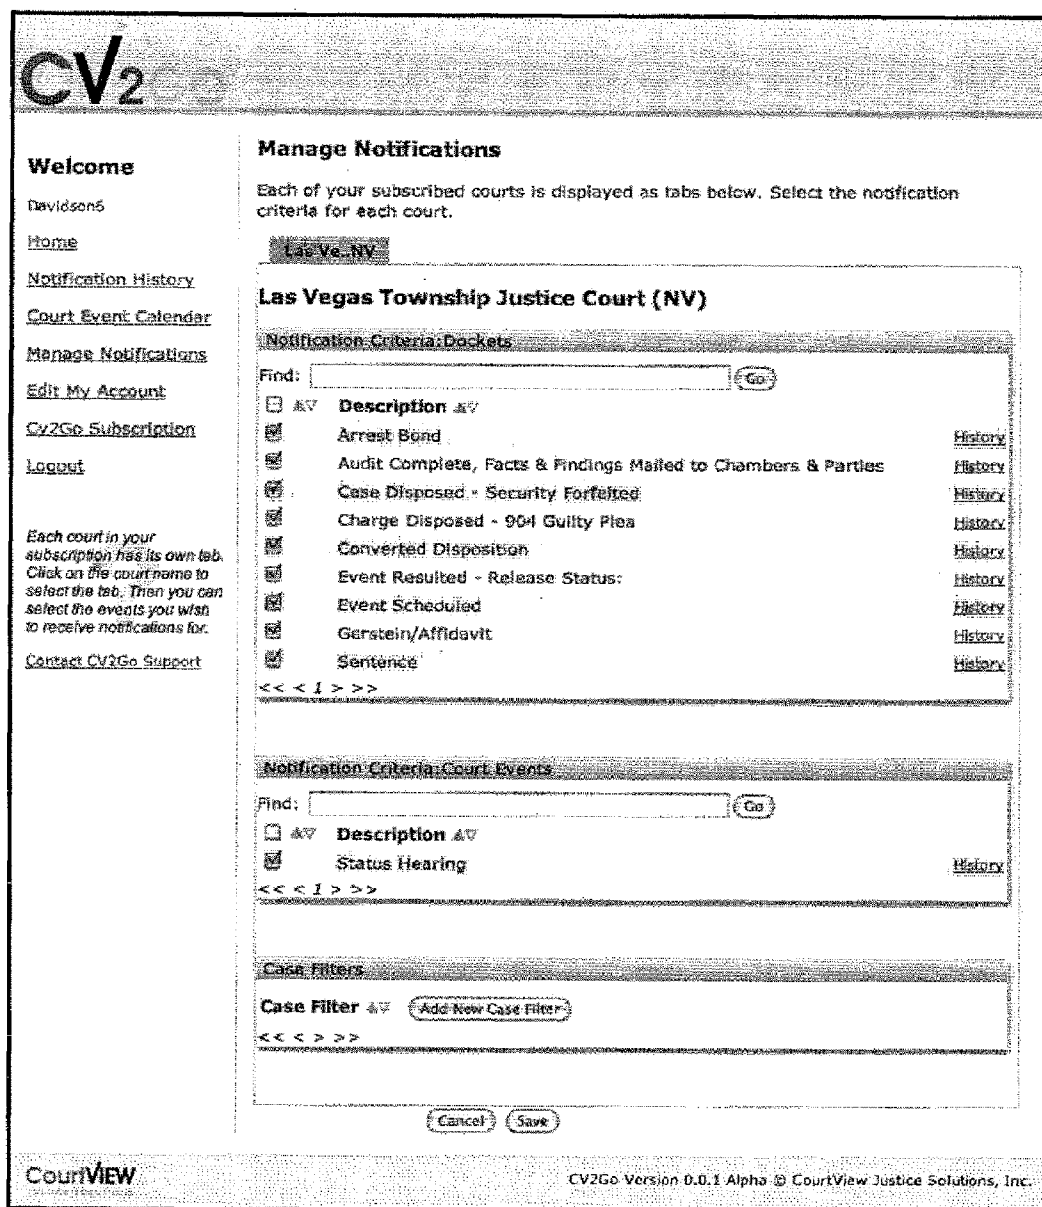 CV2GO
Welcome
Davidson6
Home
Notification History
Court Event Calendar
Manage Notifications
Edit My Account
Cv2Go Subscription
Logout
Each court in your
subscription has its own tab.
Click on the court name to
select the tab. Then you can
select the events you wish
to receive notifications for.
Contact CV2Go Support
Manage Notifications
Each of your subscribed courts is displayed as tabs below. Select the notification
criteria for each court.
Las Ve..NV
Las Vegas Township Justice Court (NV)
Notification Criteria:Dockets
Find: Go
Description
Arrest Bond History
Audit Complete, Facts & Findings Mailed to Chambers & Parties History
Case Disposed - Security Forfeited History
Charge Disposed - 904 Guilty Plea History
Converted Disposition History
Event Resulted - Release Status: History
Event Scheduled History
Gerstein/Affidavit History
Sentence History
<< < 1 > >>
Notification Criteria:Court Events
Find: Go
Description
Status Hearing History
<< < 1 > >>
Case Filters
Case Filter Add New Case Filter
<< < > >>
Cancel Save
CourtVIEW
CV2Go Version 0.0.1 Alpha © CourtView Justice Solutions, Inc.